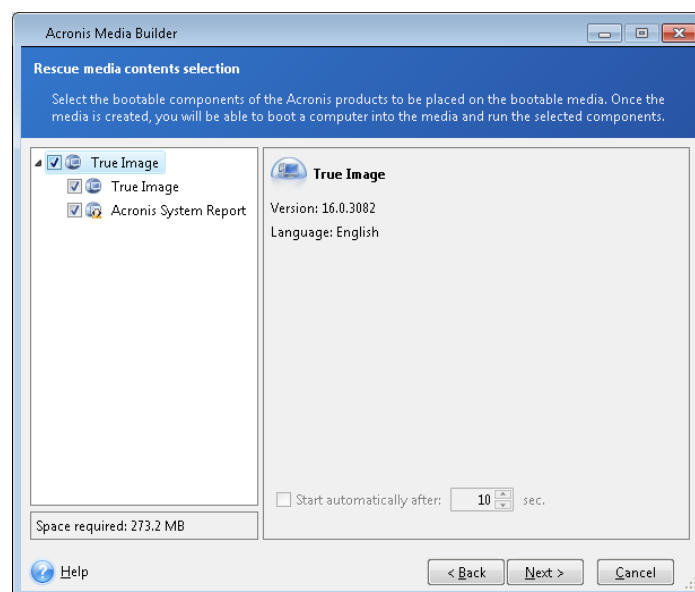 Acronis Media Builder
Rescue media contents selection
Select the bootable components of the Acronis products to be placed on the bootable media. Once the
media is created, you will be able to boot a computer into the media and run the selected components.
True Image
True Image
Acronis System Report
Space required: 273.2 MB
True Image
Version: 16.0.3082
Language: English
Start automatically after: 10 sec.
Help
< Back
Next >
Cancel